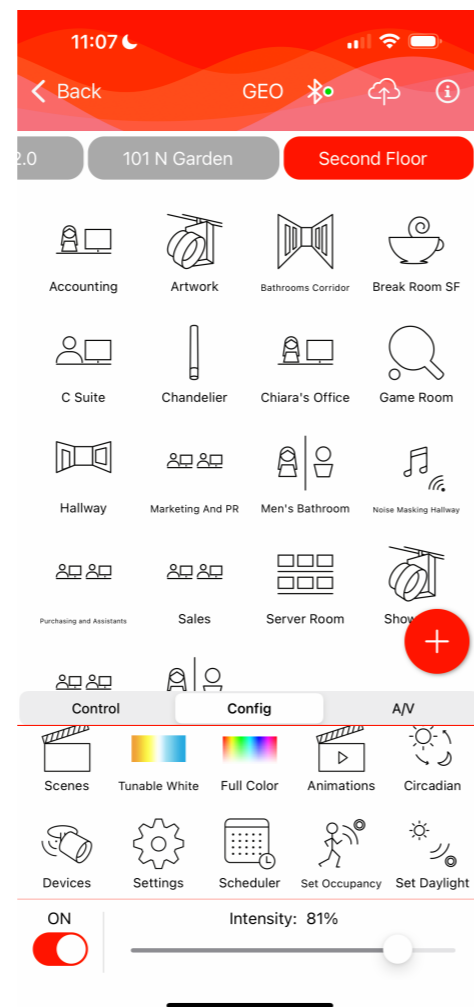 11:07
Back GEO
2.0 101 N Garden Second Floor
Accounting Artwork Bathrooms Corridor Break Room SF
C Suite Chandelier Chiara's Office Game Room
Hallway Marketing And PR Men's Bathroom Noise Masking Hallway
Purchasing and Assistants Sales Server Room Show
Control Config A/V
Scenes Tunable White Full Color Animations Circadian
Devices Settings Scheduler Set Occupancy Set Daylight
ON Intensity: 81%